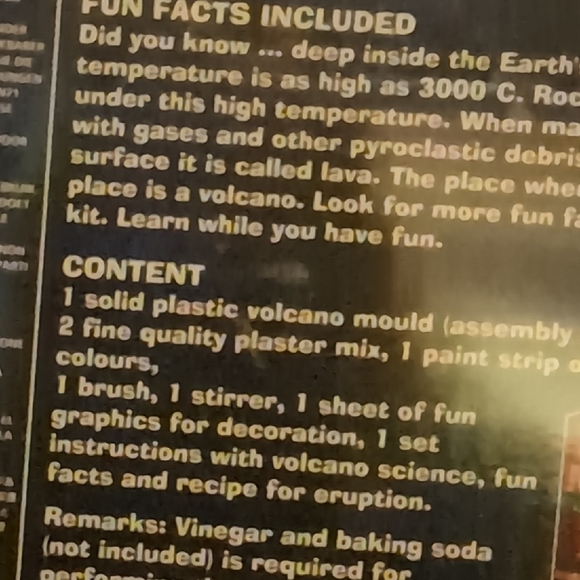 FUN FACTS INCLUDED
Did you know ... deep inside the Earth'
temperature is as high as 3000 C. Roc
under this high temperature. When ma
with gases and other pyroclastic debris
surface it is called lava. The place whe
place is a volcano. Look for more fun fa
kit. Learn while you have fun.
CONTENT
1 solid plastic volcano mould (assembly
2 fine quality plaster mix, 1 paint strip o
colours,
1 brush, 1 stirrer, 1 sheet of fun
graphics for decoration, 1 set
instructions with volcano science, fun
facts and recipe for eruption.
Remarks: Vinegar and baking soda
(not included) is required for